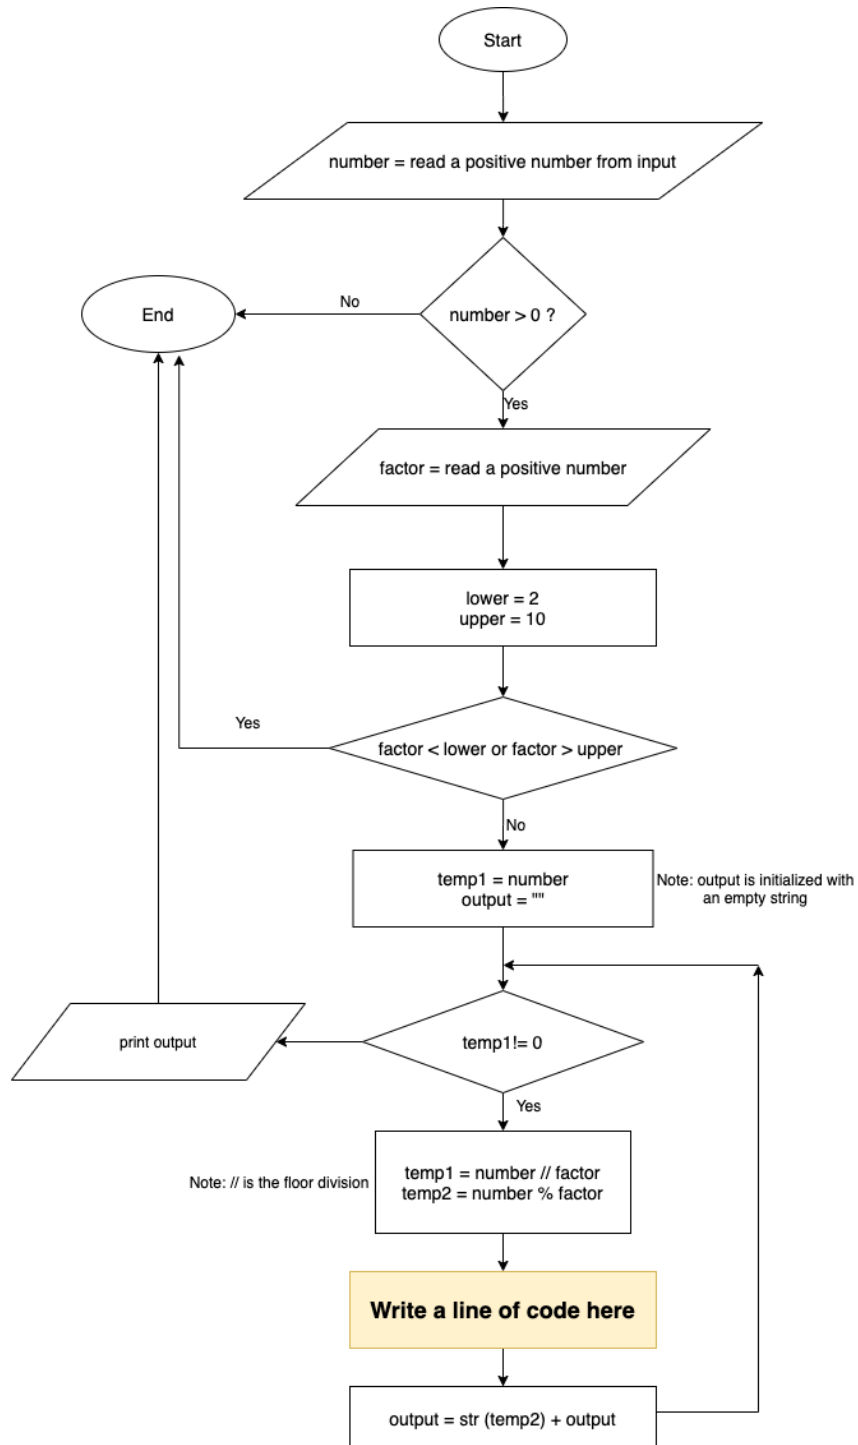 Start
number = read a positive number from input
number > 0 ?
No
End
Yes
factor = read a positive number
lower = 2
upper = 10
Yes
factor < lower or factor > upper
No
temp1 = number
output = ""
Note: output is initialized with
an empty string
temp1!= 0
print output
Yes
Note: // is the floor division
temp1 = number // factor
temp2 = number % factor
Write a line of code here
output = str (temp2) + output